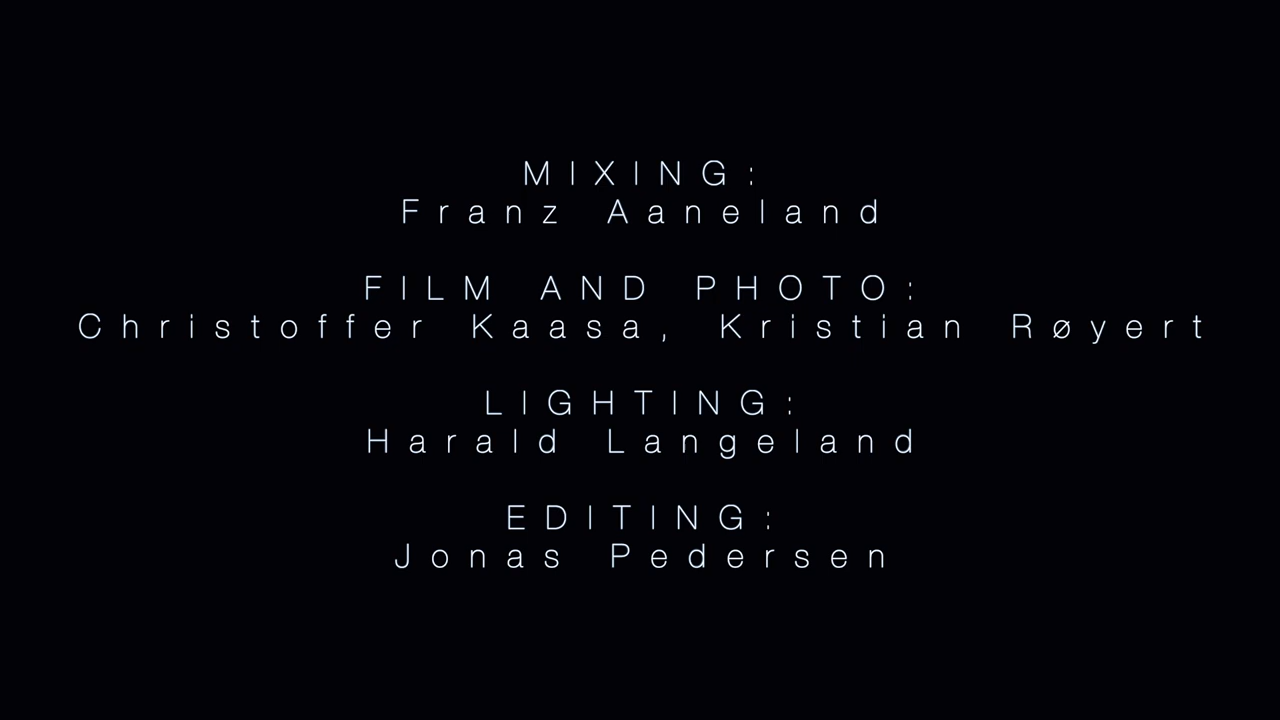 MIXING:
Franz Aaneland
FILM AND PHOTO:
Christoffer Kaasa, Kristian Røyert
LIGHTING:
Harald Langeland
EDITING:
Jonas Pedersen